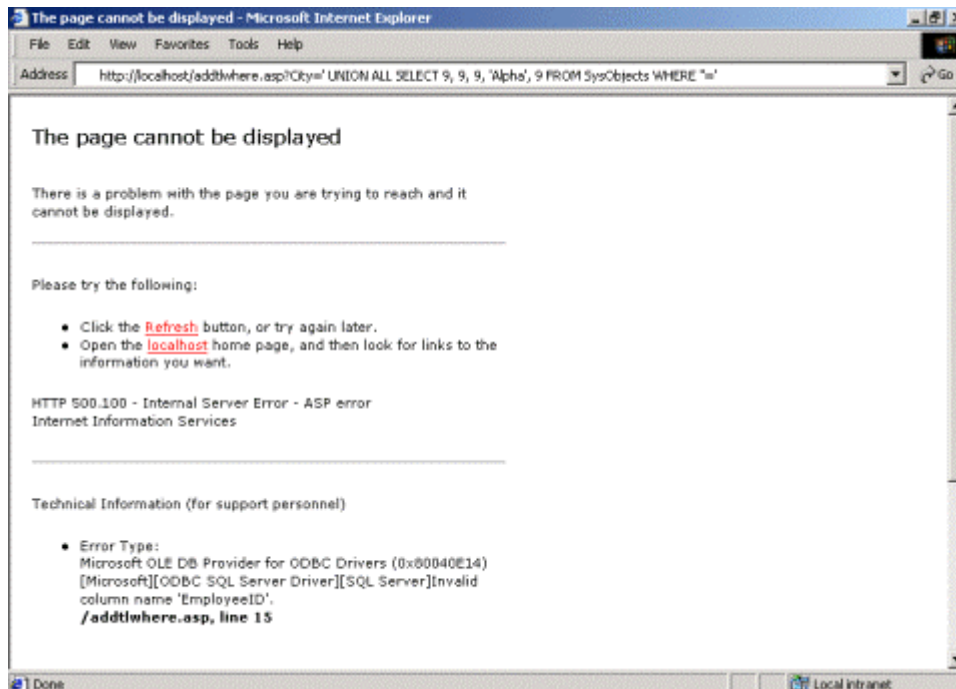 The page cannot be displayed - Microsoft Internet Explorer
File Edit View Favorites Tools Help
Address http://localhost/addtlwhere.asp?City=' UNION ALL SELECT 9, 9, 9, 'Alpha', 9 FROM SysObjects WHERE ''=' Go
The page cannot be displayed
There is a problem with the page you are trying to reach and it
cannot be displayed.
Please try the following:
• Click the Refresh button, or try again later.
• Open the localhost home page, and then look for links to the
information you want.
HTTP 500.100 - Internal Server Error - ASP error
Internet Information Services
Technical Information (for support personnel)
• Error Type:
Microsoft OLE DB Provider for ODBC Drivers (0x80040E14)
[Microsoft][ODBC SQL Server Driver][SQL Server]Invalid
column name 'EmployeeID'.
/addtlwhere.asp, line 15
Done Local intranet